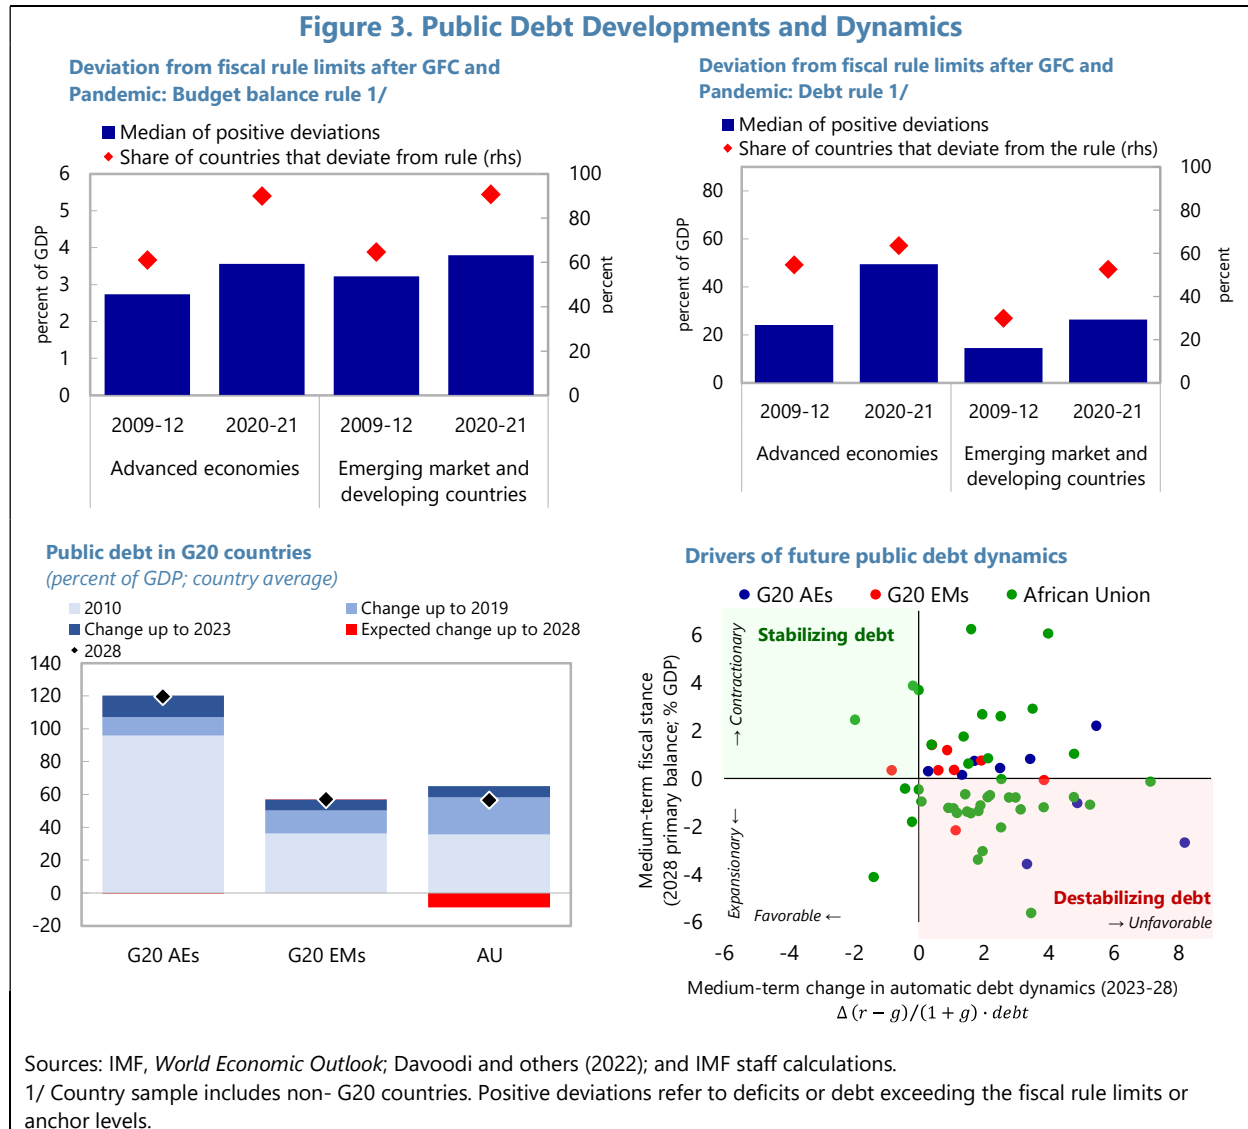 Figure 3. Public Debt Developments and Dynamics
Deviation from fiscal rule limits after GFC and
Pandemic: Budget balance rule 1/
Median of positive deviations
Share of countries that deviate from rule (rhs)
6
5
4
3
2
1
0
percent of GDP
100
80
60
40
20
0
percent
2009-12
2020-21
2009-12
2020-21
Advanced economies
Emerging market and
developing countries
Deviation from fiscal rule limits after GFC and
Pandemic: Debt rule 1/
Median of positive deviations
Share of countries that deviate from the rule (rhs)
80
60
40
20
0
percent of GDP
100
80
60
40
20
0
percent
2009-12
2020-21
2009-12
2020-21
Advanced economies
Emerging market and
developing countries
Public debt in G20 countries
(percent of GDP; country average)
2010
Change up to 2019
Change up to 2023
Expected change up to 2028
2028
140
120
100
80
60
40
20
0
-20
G20 AEs
G20 EMs
AU
Drivers of future public debt dynamics
G20 AEs
G20 EMs
African Union
Stabilizing debt
Destabilizing debt
→ Contractionary
Expansionary ←
Favorable ←
→ Unfavorable
Medium-term fiscal stance
(2028 primary balance; % GDP)
6
4
2
0
-2
-4
-6
-6
-4
-2
0
2
4
6
8
Medium-term change in automatic debt dynamics (2023-28)
Δ (r − g)/(1 + g) · debt
Sources: IMF, World Economic Outlook; Davoodi and others (2022); and IMF staff calculations.
1/ Country sample includes non- G20 countries. Positive deviations refer to deficits or debt exceeding the fiscal rule limits or
anchor levels.